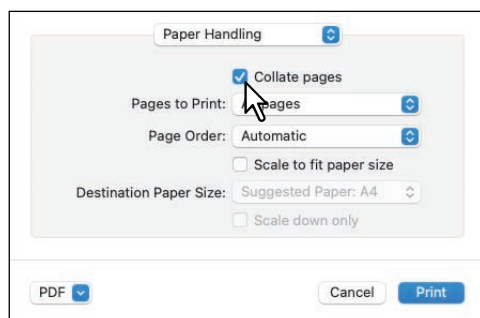 Paper Handling
Collate pages
Pages to Print: pages
Page Order: Automatic
Scale to fit paper size
Destination Paper Size: Suggested Paper: A4
Scale down only
PDF Cancel Print